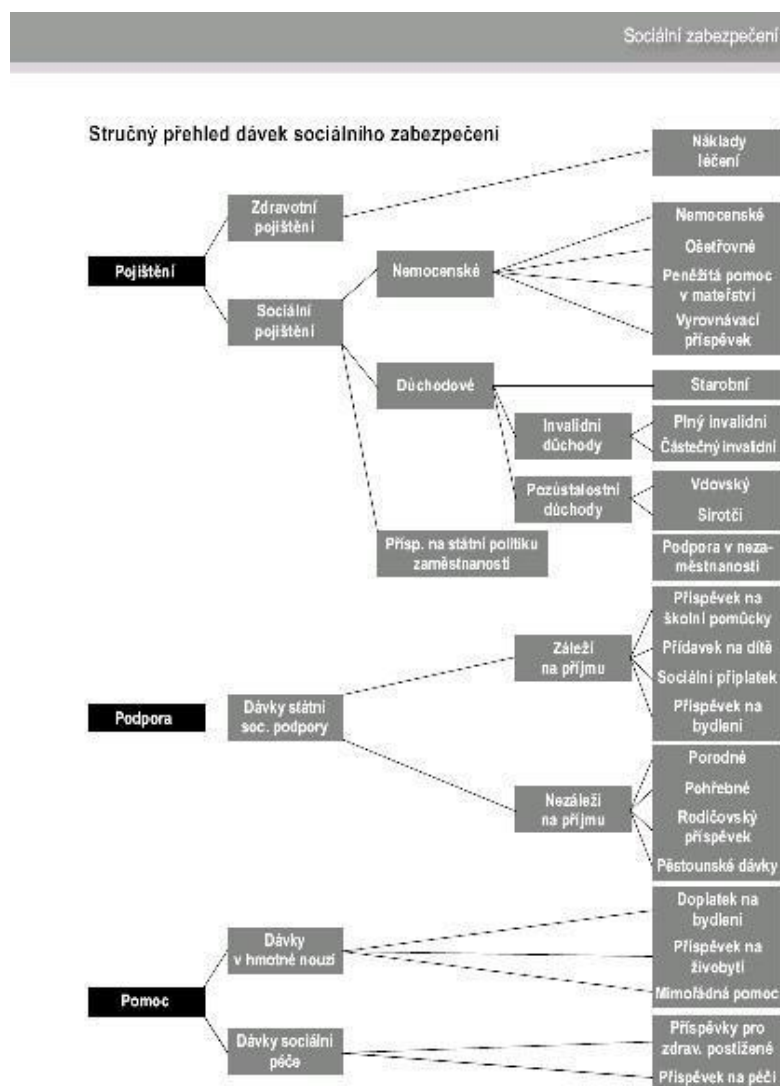 Sociální zabezpečení
Stručný přehled dávek sociálního zabezpečení
Náklady
léčení
Zdravotní
pojištění
Pojištění
Sociální
pojištění
Nemocenské
Nemocenské
Ošetřovné
Peněžitá pomoc
v mateřství
Vyrovnávací
příspěvek
Důchodové
Starobní
Invalidní
důchody
Plný invalidní
Částečný invalidní
Pozůstalostní
důchody
Vdovský
Sirotčí
Přísp. na státní politiku
zaměstnanosti
Podpora v neza-
městnanosti
Podpora
Dávky státní
soc. podpory
Záleží
na příjmu
Příspěvek na
školní pomůcky
Přídavek na dítě
Sociální příplatek
Příspěvek na
bydlení
Nezáleží
na příjmu
Porodné
Pohřebné
Rodičovský
příspěvek
Pěstounské dávky
Pomoc
Dávky
v hmotné nouzi
Doplatek na
bydlení
Příspěvek na
živobytí
Mimořádná pomoc
Dávky sociální
péče
Příspěvky pro
zdrav. postižené
Příspěvek na péči